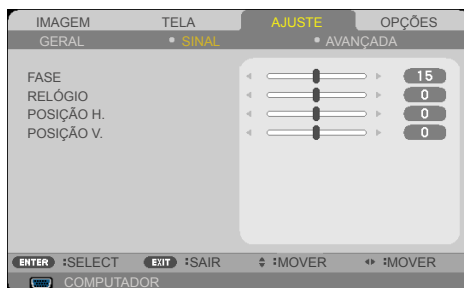 IMAGEM TELA AJUSTE OPÇÕES
GERAL • SINAL • AVANÇADA
FASE 15
RELÓGIO 0
POSIÇÃO H. 0
POSIÇÃO V. 0
ENTER :SELECT EXIT :SAIR :MOVER :MOVER
COMPUTADOR